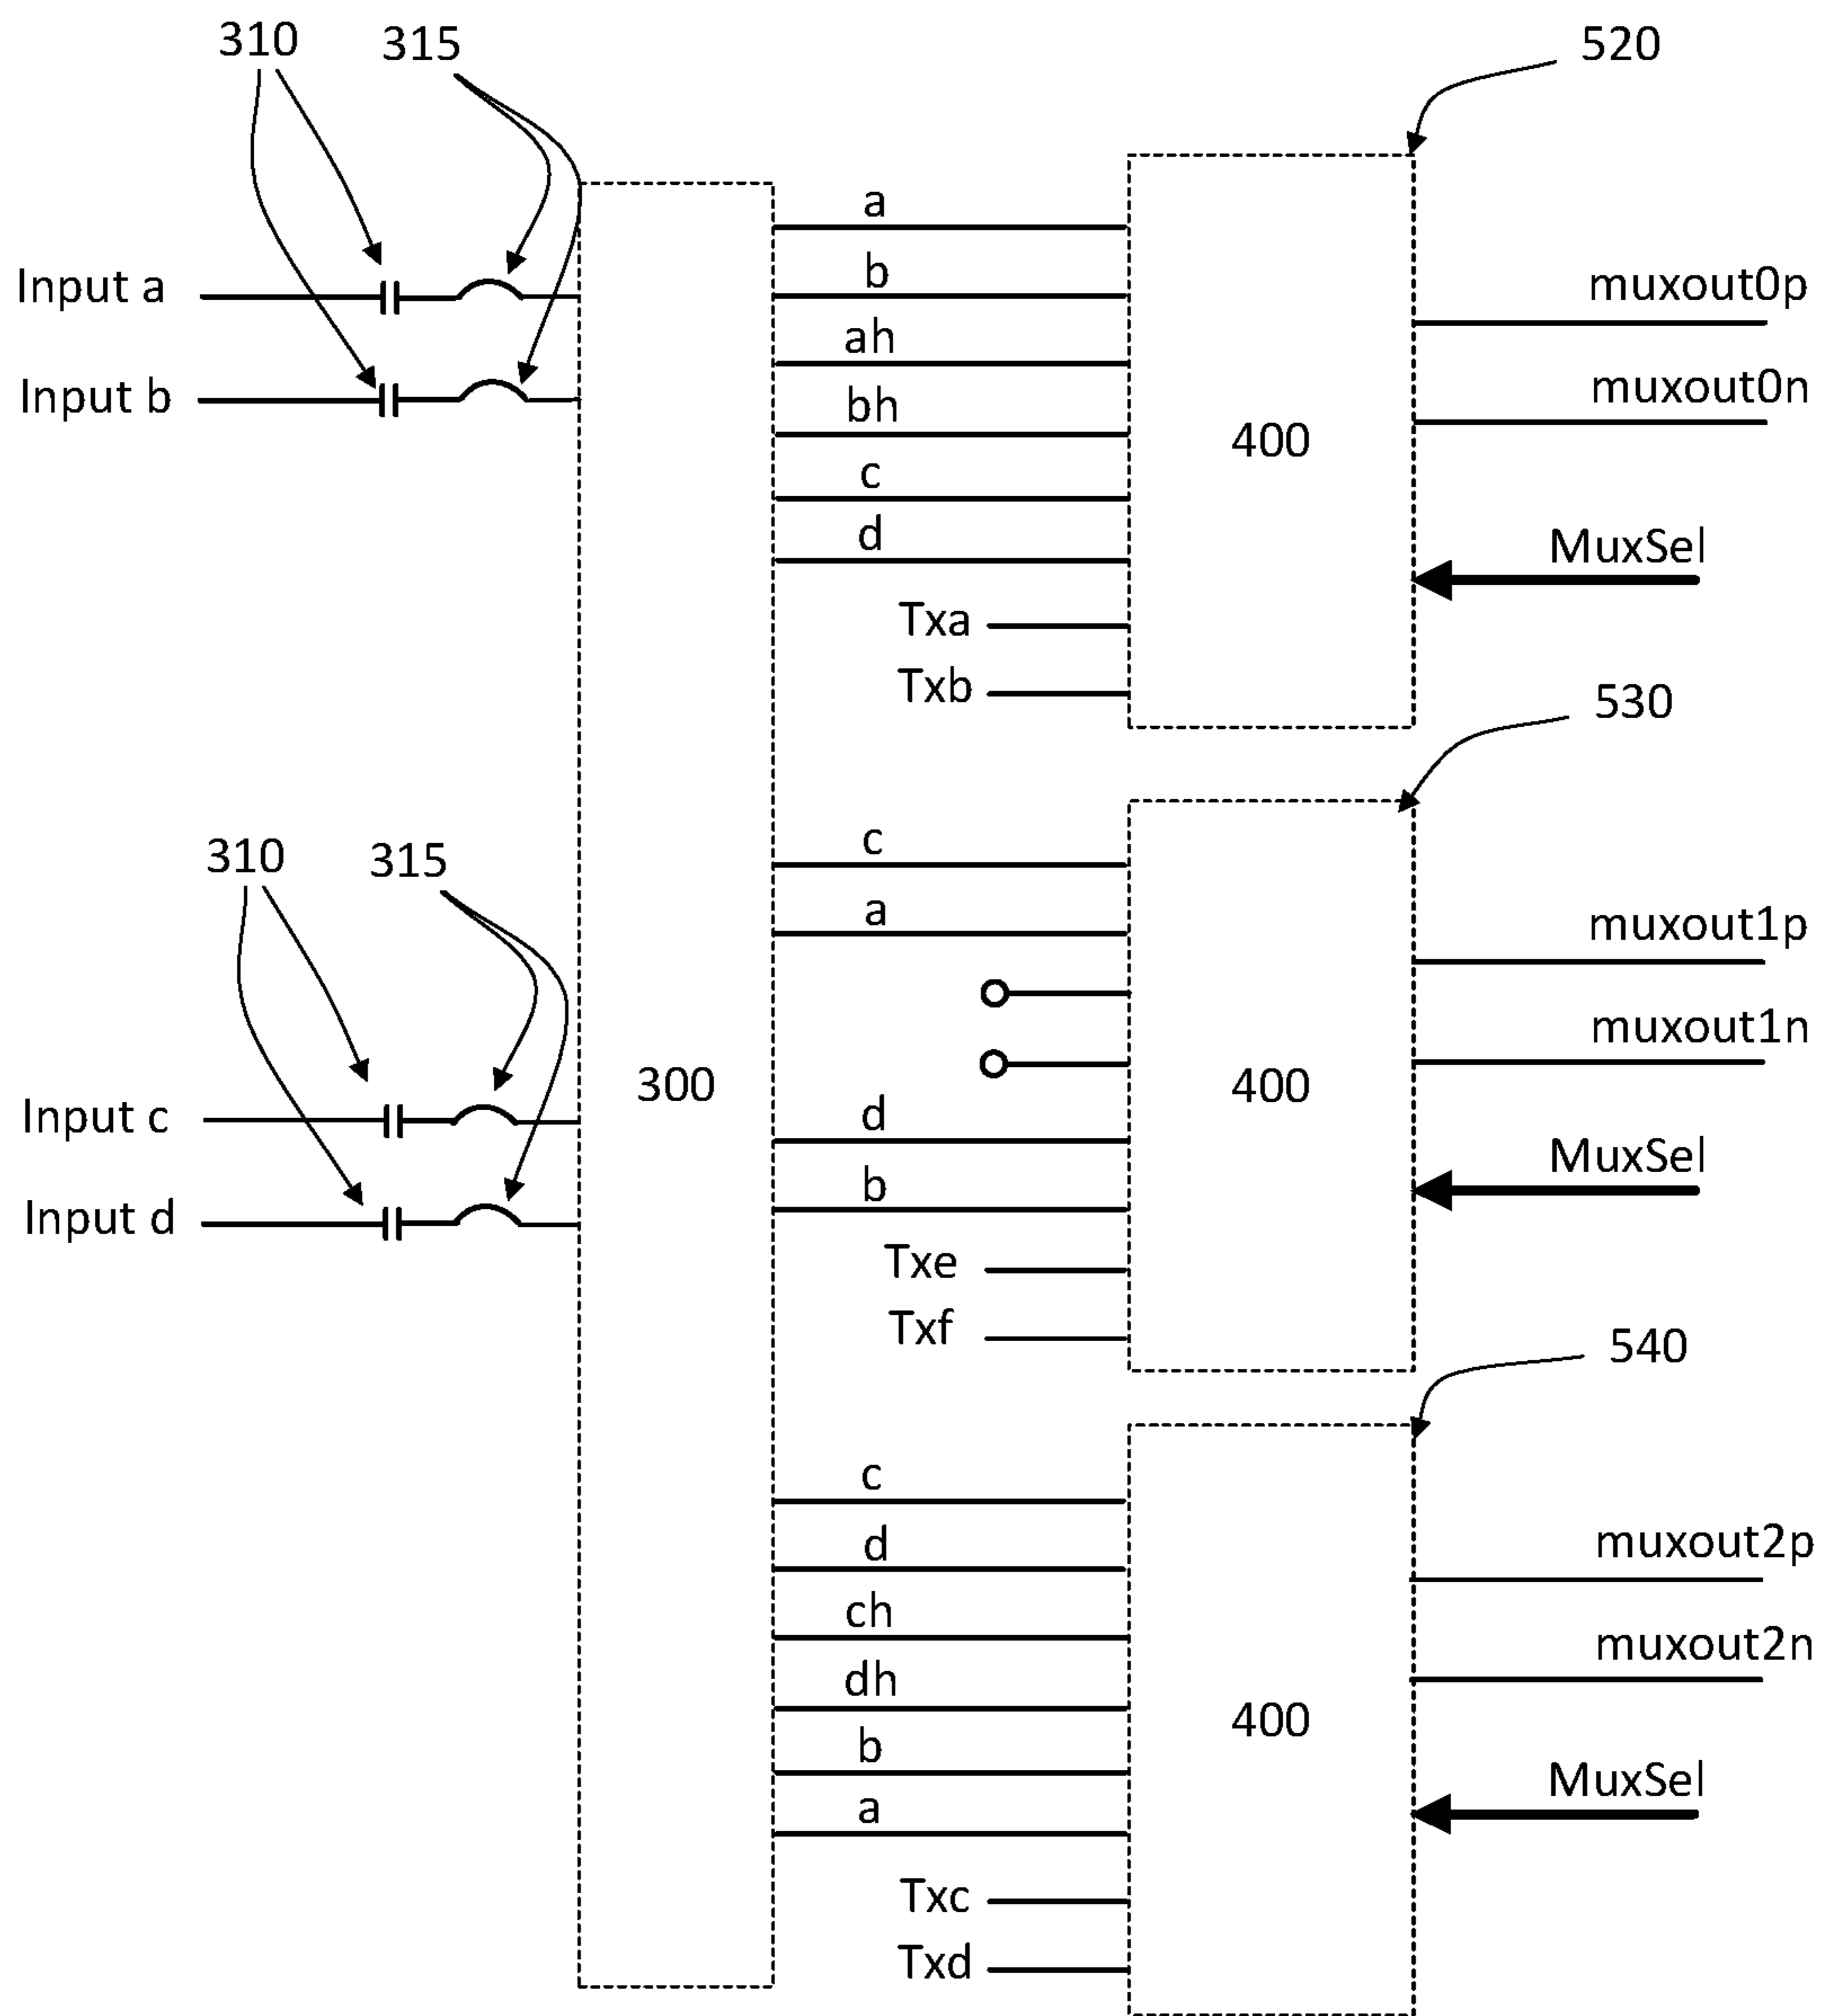 310 315 520
a
b
Input a muxout0p
ah
Input b muxout0n
bh
400
c
d MuxSel
Txa
Txb
530
c
310 315
a
muxout1p
muxout1n
300 400
Input c d
MuxSel
b
Input d
Txe
Txf
540
c
d
muxout2p
ch
muxout2n
dh
400
b
MuxSel
a
Txc
Txd